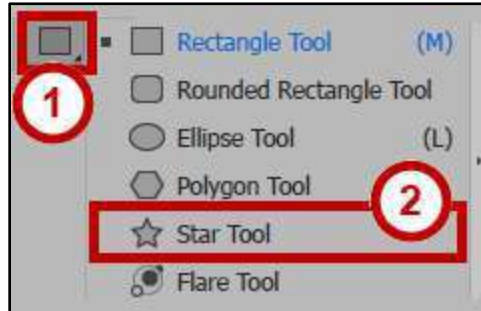 1
Rectangle Tool (M)
Rounded Rectangle Tool
Ellipse Tool (L)
Polygon Tool
2
Star Tool
Flare Tool